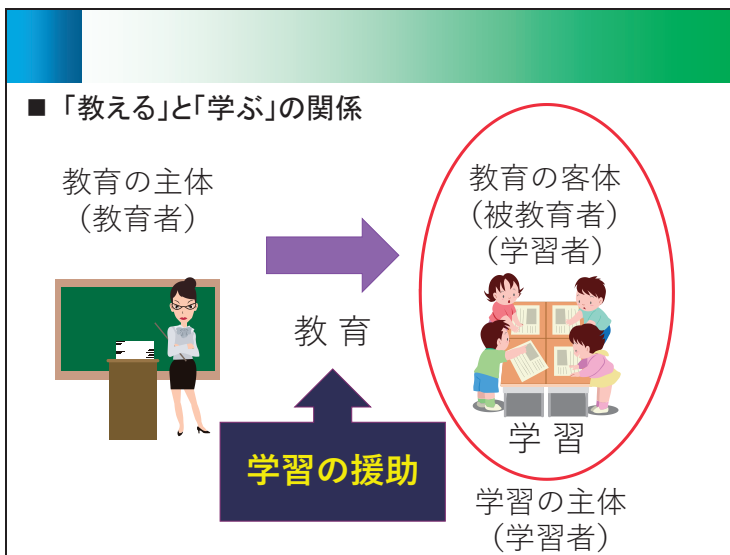 ■ 「教える」と「学ぶ」の関係
教育の主体
（教育者）
教育の客体
（被教育者）
（学習者）
教 育
学 習
学習の援助
学習の主体
（学習者）